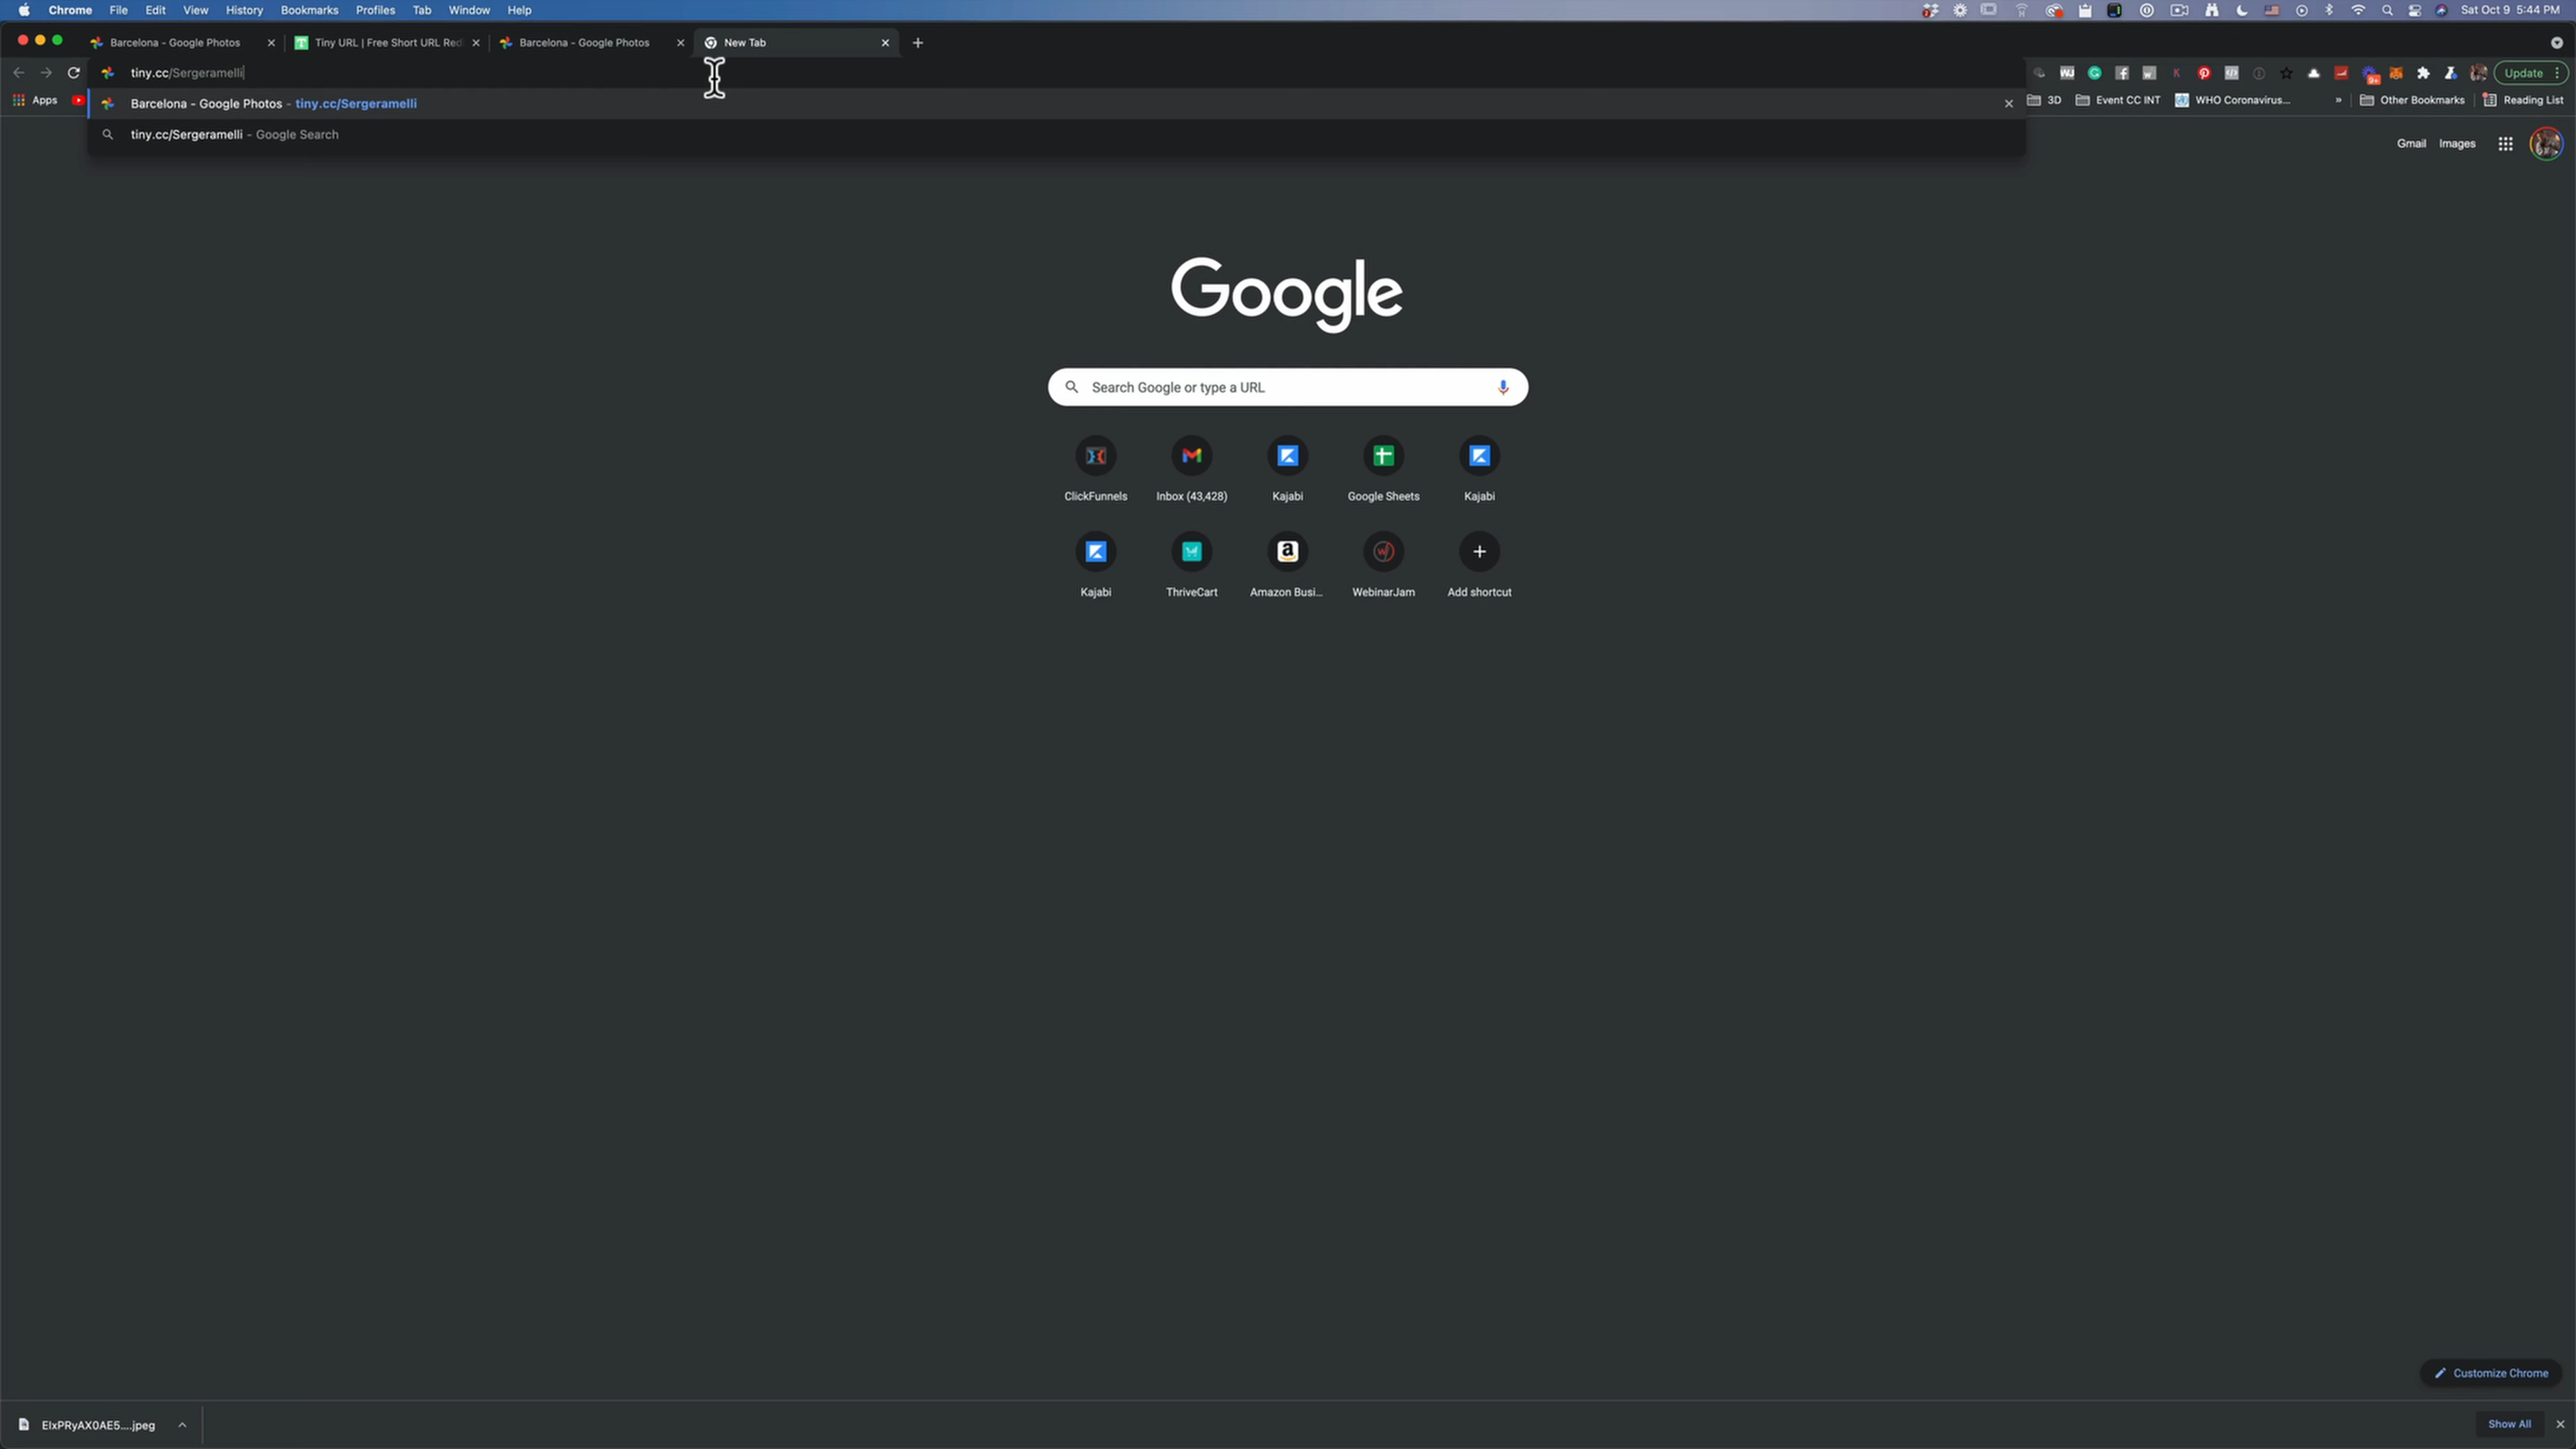 Chrome File Edit View History Bookmarks Profiles Tab Window Help Sat Oct 9 5:44 PM
Barcelona - Google Photos Tiny URL | Free Short URL Red Barcelona - Google Photos New Tab
tiny.cc/Sergeramelli Update
Apps Barcelona - Google Photos - tiny.cc/Sergeramelli 3D Event CC INT WHO Coronavirus... » Other Bookmarks Reading List
tiny.cc/Sergeramelli - Google Search
Gmail Images
Google
Search Google or type a URL
ClickFunnels Inbox (43,428) Kajabi Google Sheets Kajabi
Kajabi ThriveCart Amazon Busi... WebinarJam Add shortcut
Customize Chrome
ElxPRyAX0AE5....jpeg Show All